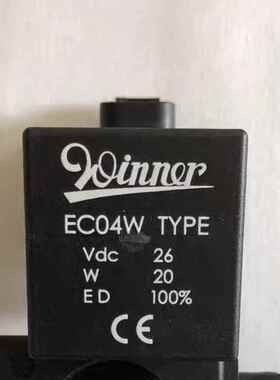 Winner
EC04W TYPE
Vdc 26
W 20
ED 100%
CE